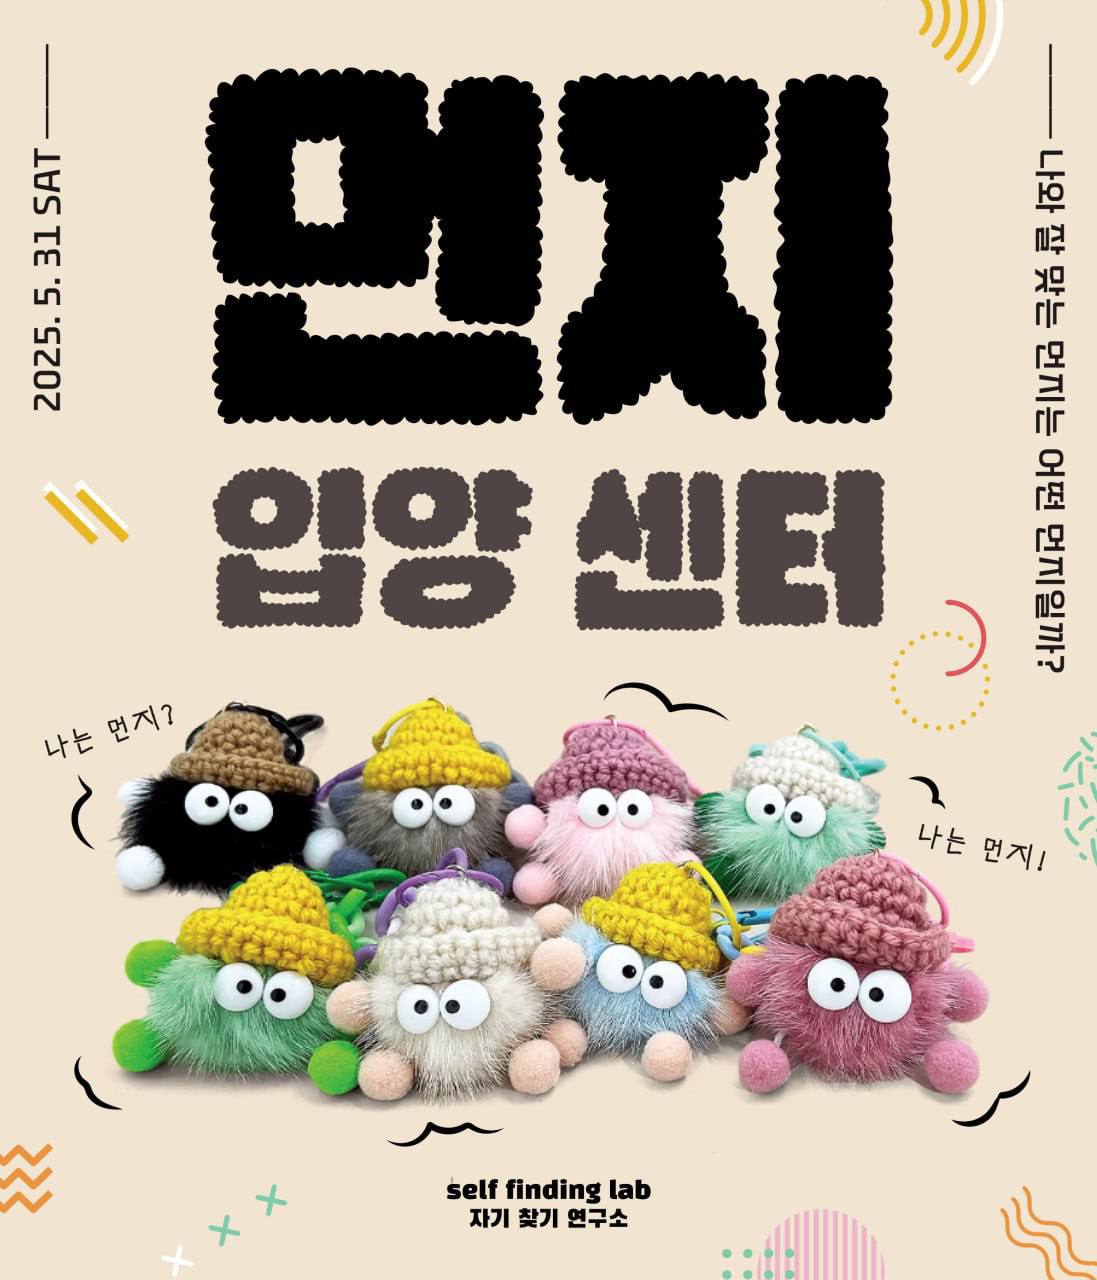 먼지
입양 센터
2025. 5. 31 SAT
나와 잘 맞는 먼지는 어떤 먼지일까?
나는 먼지?
나는 먼지!
self finding lab
자기 찾기 연구소